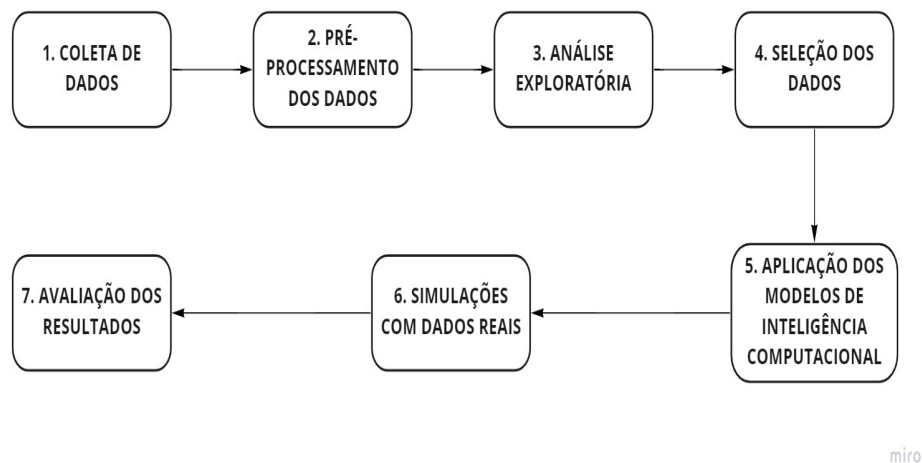 1. COLETA DE
DADOS
2. PRÉ-
PROCESSAMENTO
DOS DADOS
3. ANÁLISE
EXPLORATÓRIA
4. SELEÇÃO DOS
DADOS
5. APLICAÇÃO DOS
MODELOS DE
INTELIGÊNCIA
COMPUTACIONAL
6. SIMULAÇÕES
COM DADOS REAIS
7. AVALIAÇÃO DOS
RESULTADOS
miro